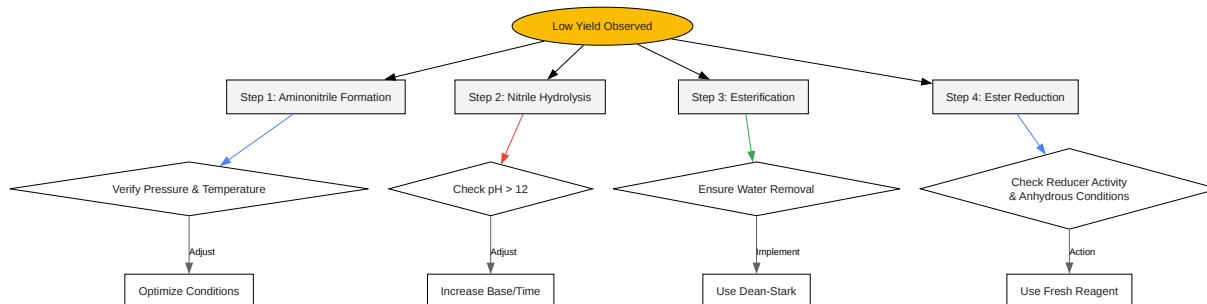 Low Yield Observed
Step 1: Aminonitrile Formation
Step 2: Nitrile Hydrolysis
Step 3: Esterification
Step 4: Ester Reduction
Verify Pressure & Temperature
Check pH > 12
Ensure Water Removal
Check Reducer Activity
& Anhydrous Conditions
Adjust
Adjust
Implement
Action
Optimize Conditions
Increase Base/Time
Use Dean-Stark
Use Fresh Reagent